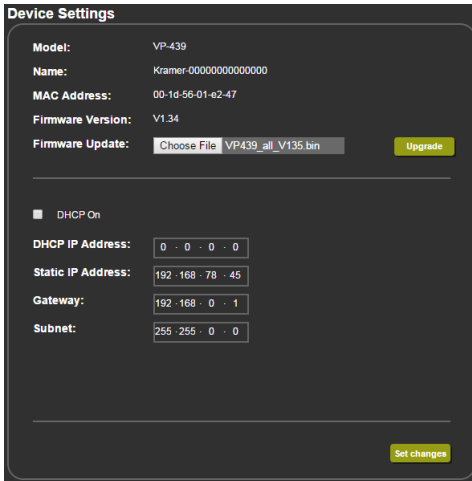 Device Settings
Model: VP-439
Name: Kramer-00000000000000
MAC Address: 00-1d-56-01-e2-47
Firmware Version: V1.34
Firmware Update: Choose File VP439_all_V135.bin Upgrade
DHCP On
DHCP IP Address: 0 . 0 . 0 . 0
Static IP Address: 192 . 168 . 78 . 45
Gateway: 192 . 168 . 0 . 1
Subnet: 255 . 255 . 0 . 0
Set changes